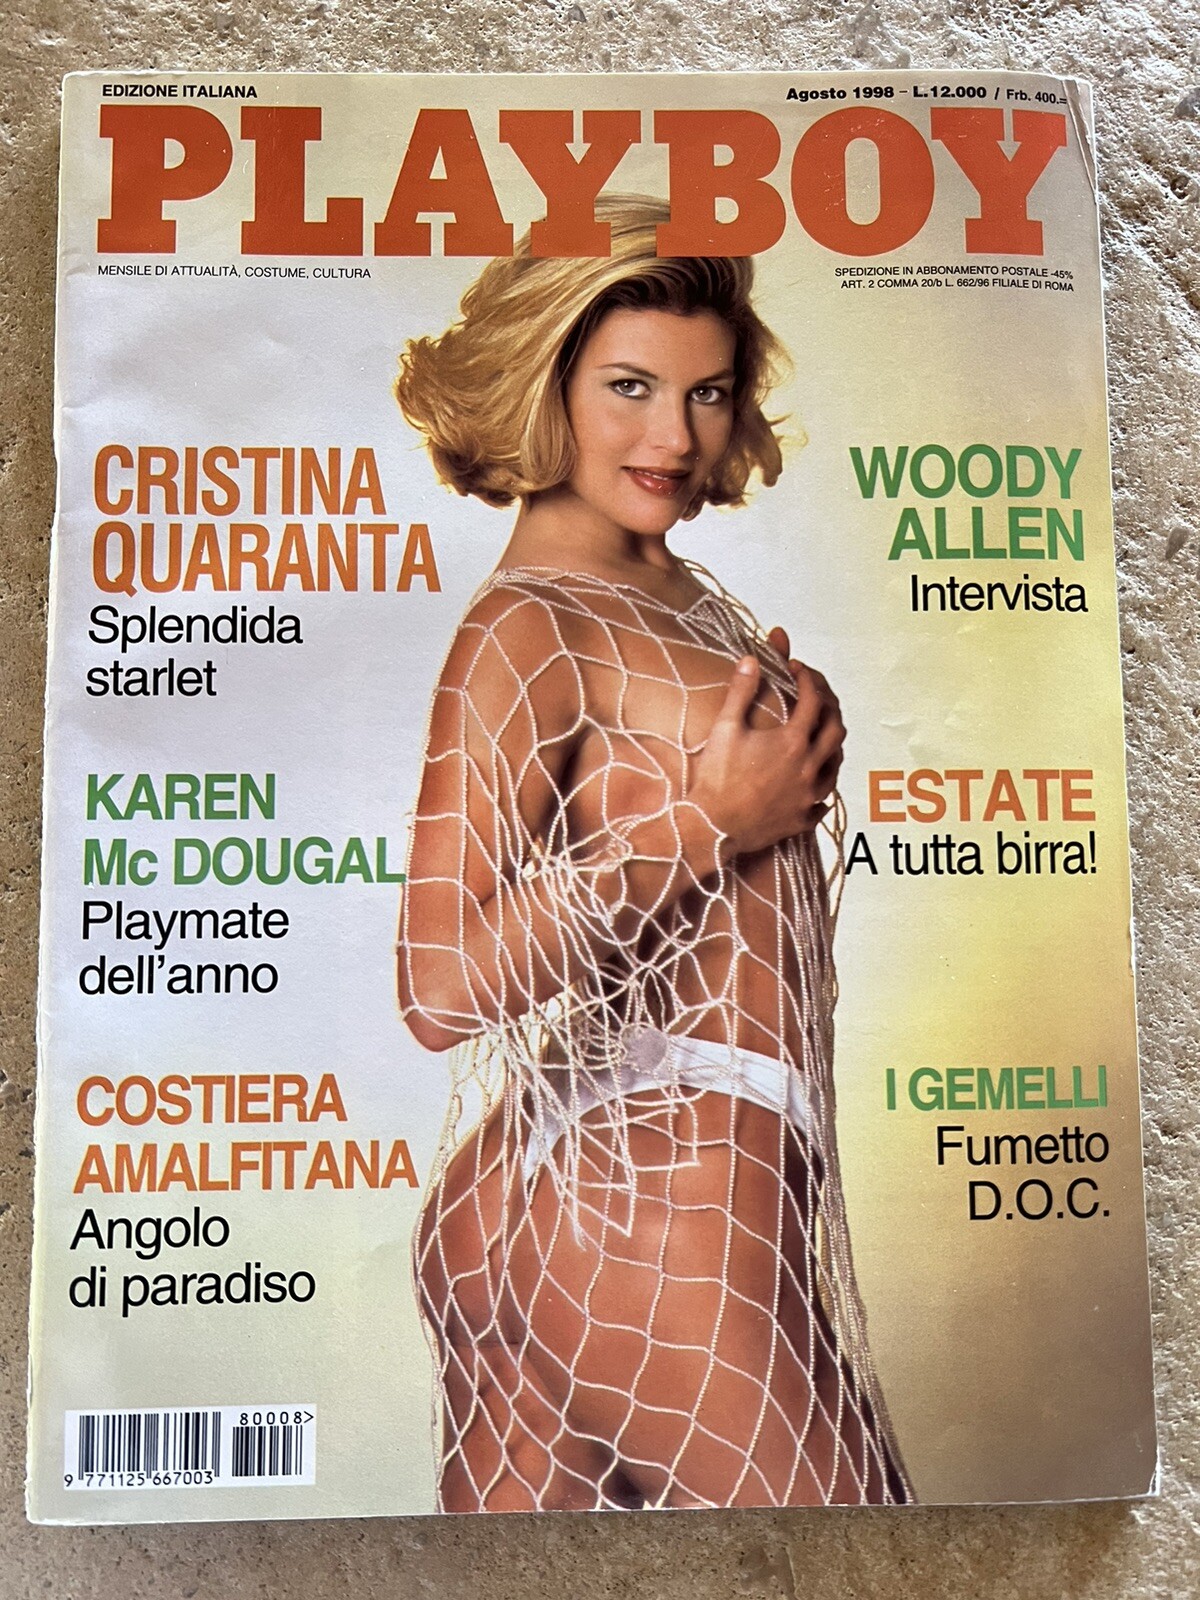 EDIZIONE ITALIANA
Agosto 1998 - L.12.000 / Frb. 400.=
PLAYBOY
MENSILE DI ATTUALITÀ, COSTUME, CULTURA
SPEDIZIONE IN ABBONAMENTO POSTALE -45%
ART. 2 COMMA 20/b L. 662/96 FILIALE DI ROMA
CRISTINA
QUARANTA
Splendida
starlet
KAREN
Mc DOUGAL
Playmate
dell'anno
COSTIERA
AMALFITANA
Angolo
di paradiso
WOODY
ALLEN
Intervista
ESTATE
A tutta birra!
I GEMELLI
Fumetto
D.O.C.
80008>
9 771125 667003